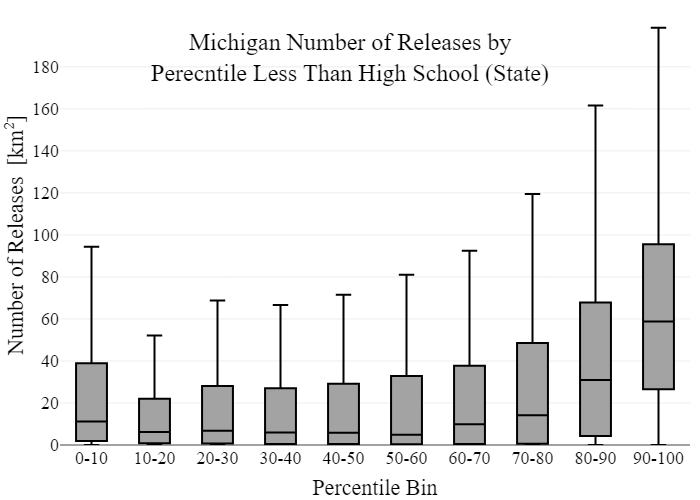 Michigan Number of Releases by
Perecntile Less Than High School (State)
Number of Releases [km²]
180
160
140
120
100
80
60
40
20
0
0-10 10-20 20-30 30-40 40-50 50-60 60-70 70-80 80-90 90-100
Percentile Bin